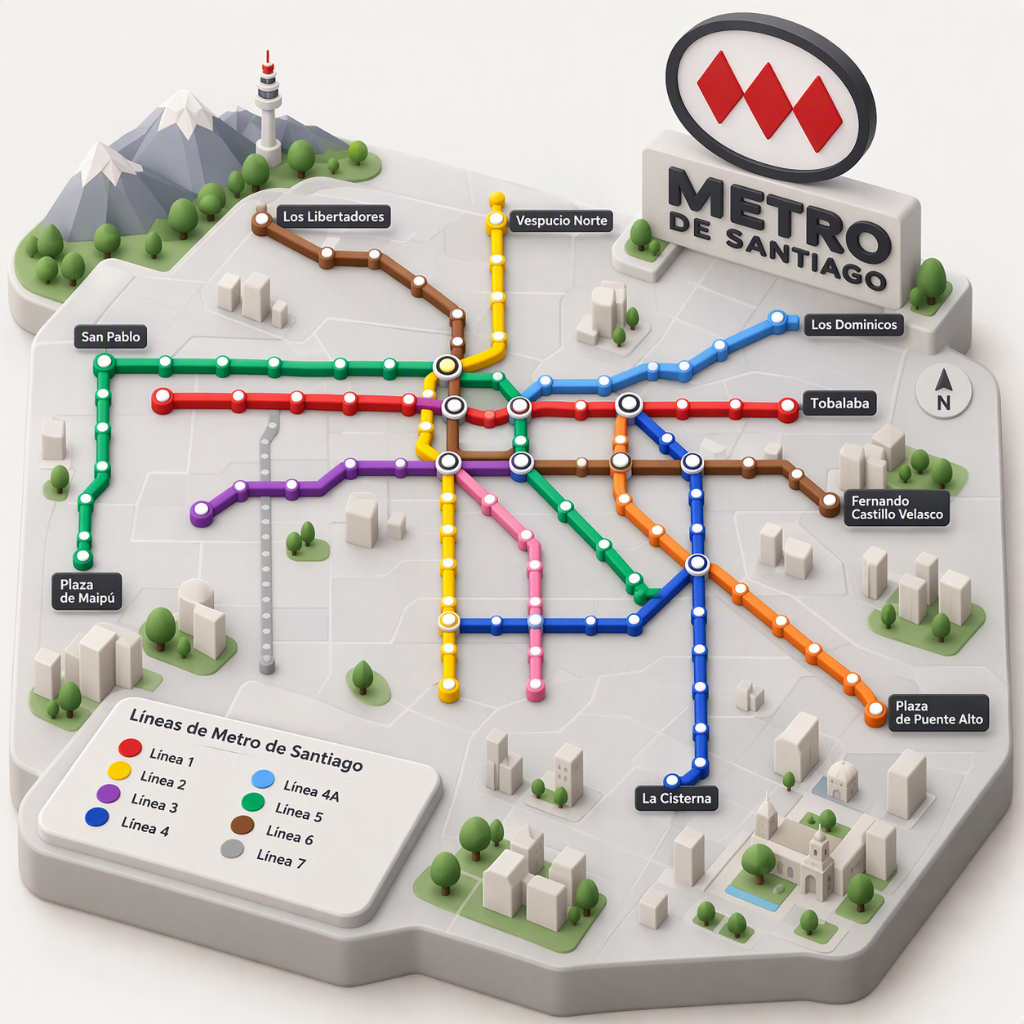 METRO
DE SANTIAGO
Los Libertadores
Vespucio Norte
San Pablo
Los Dominicos
N
Tobalaba
Fernando
Castillo Velasco
Plaza
de Maipú
Plaza
de Puente Alto
La Cisterna
Líneas de Metro de Santiago
Línea 1
Línea 2
Línea 3
Línea 4
Línea 4A
Línea 5
Línea 6
Línea 7